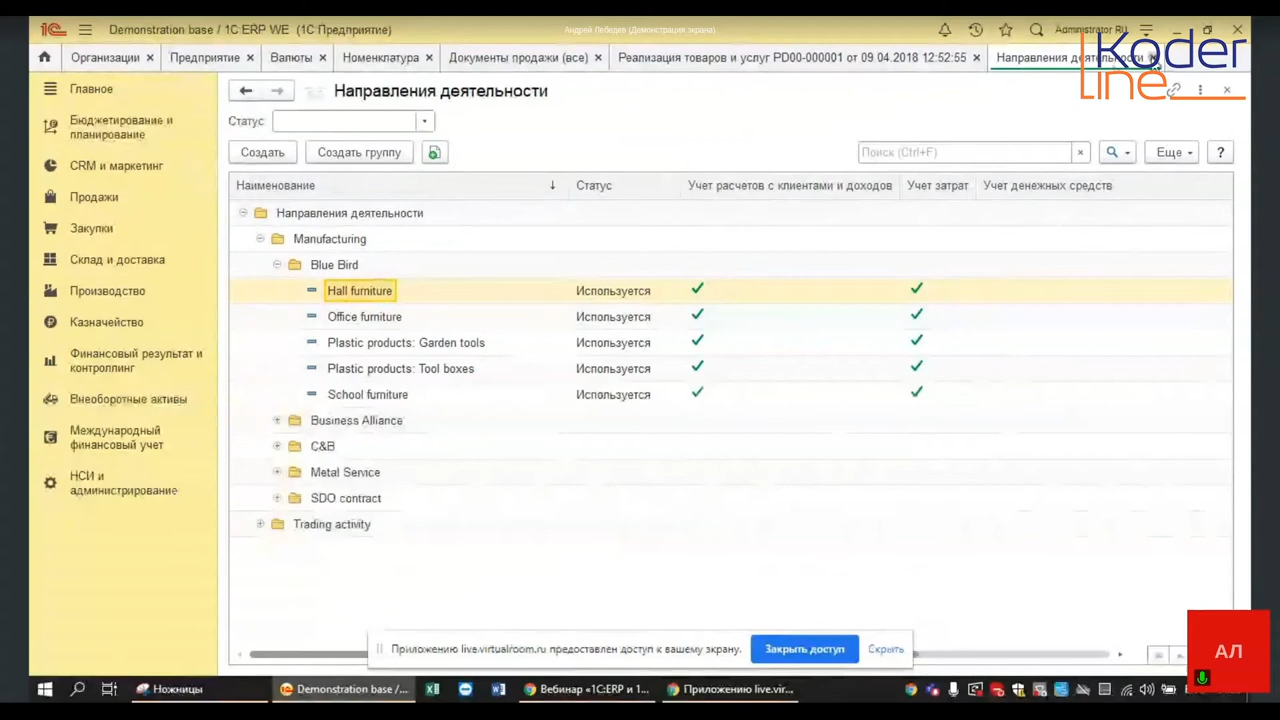 Demonstration base / 1C:ERP WE (1С Предприятие)
Андрей Лебедев (Демонстрация экрана)
Administrator RU
Организации
Предприятие
Валюты
Номенклатура
Документы продажи (все)
Реализация товаров и услуг PD00-000001 от 09.04.2018 12:52:55
Направления деятельности
Koder
line
Главное
Бюджетирование и
планирование
CRM и маркетинг
Продажи
Закупки
Склад и доставка
Производство
Казначейство
Финансовый результат и
контроллинг
Внеоборотные активы
Международный
финансовый учет
НСИ и
администрирование
Направления деятельности
Статус:
Создать
Создать группу
Поиск (Ctrl+F)
Еще
?
Наименование
Статус
Учет расчетов с клиентами и доходов
Учет затрат
Учет денежных средств
Направления деятельности
Manufacturing
Blue Bird
Hall furniture Используется
Office furniture Используется
Plastic products: Garden tools Используется
Plastic products: Tool boxes Используется
School furniture Используется
Business Alliance
C&B
Metal Service
SDO contract
Trading activity
Приложению live.virtualroom.ru предоставлен доступ к вашему экрану.
Закрыть доступ
Скрыть
АЛ
Ножницы
Demonstration base /...
Вебинар «1С:ERP и 1...
Приложению live.vir...